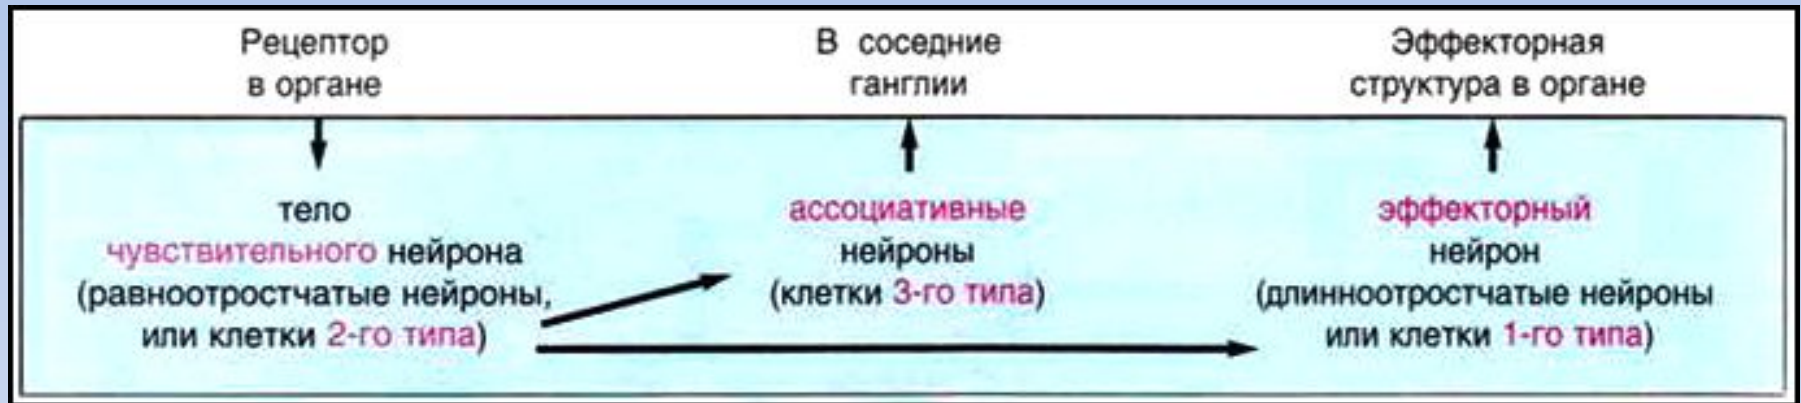 Рецептор
в органе
В соседние
ганглии
Эффекторная
структура в органе
тело
чувствительного нейрона
(равноотростчатые нейроны,
или клетки 2-го типа)
ассоциативные
нейроны
(клетки 3-го типа)
эффекторный
нейрон
(длинноотростчатые нейроны
или клетки 1-го типа)